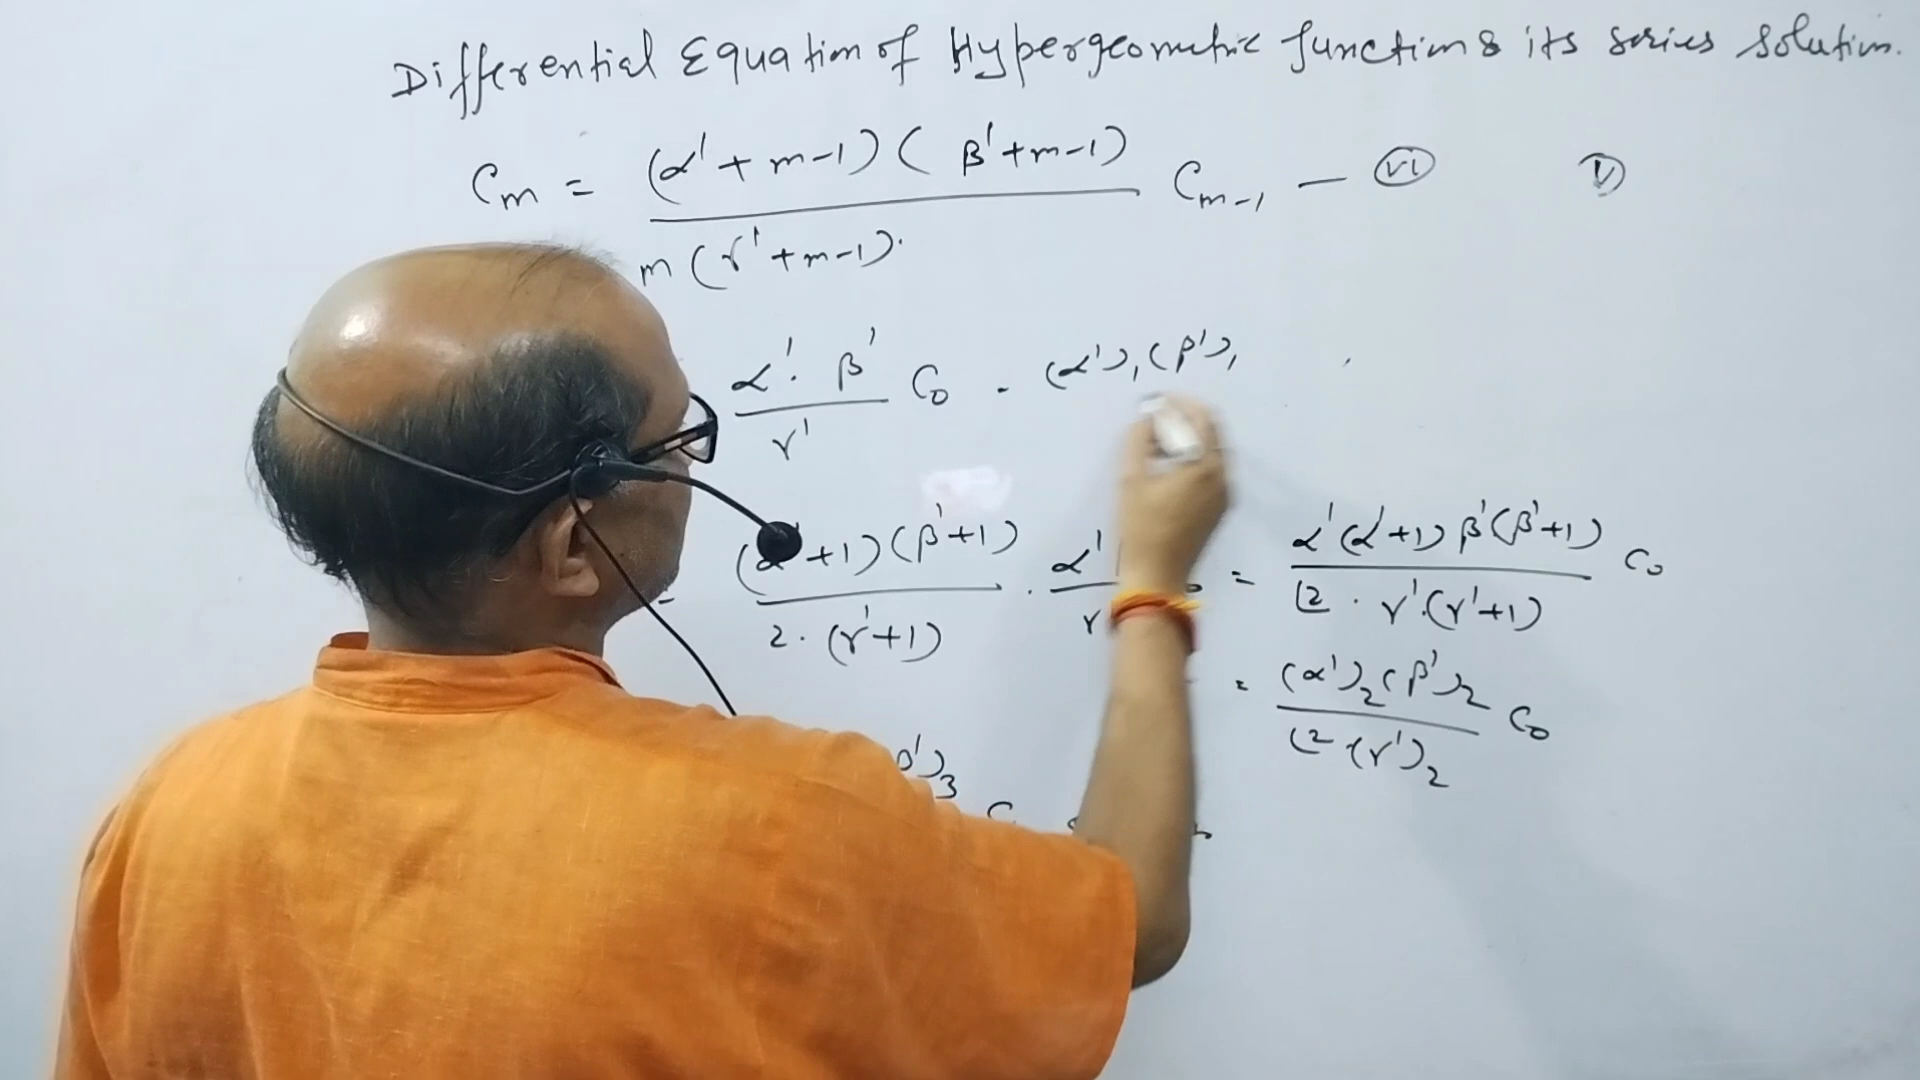 Differential Equation of Hypergeometric function & its series solution.
Cm = (α'+m-1)(β'+m-1) / m(γ'+m-1). Cm-1 — (VI) (V)
α'. β' / γ' C0 = (α')1(β')1
= (α'+1)(β'+1) / 2.(γ'+1) . α' / γ = α'(α'+1)β'(β'+1) / ⌊2 . γ'.(γ'+1) C0
= (α')2(β')2 / ⌊2 .(γ')2 C0
β')3 C